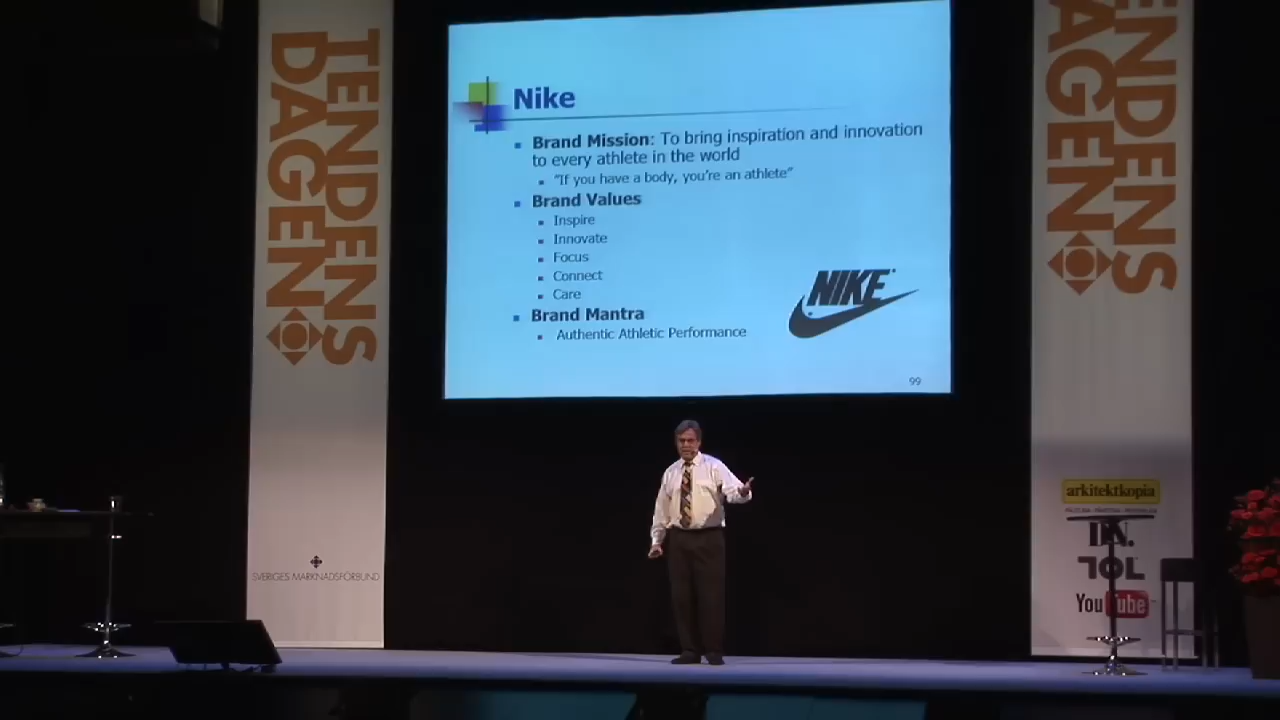 TENDENS
DAGEN
SVERIGES MARKNADSFÖRBUND
Nike
Brand Mission: To bring inspiration and innovation
to every athlete in the world
"If you have a body, you're an athlete"
Brand Values
Inspire
Innovate
Focus
Connect
Care
Brand Mantra
Authentic Athletic Performance
NIKE
99
TENDENS
DAGEN
arkitektkopia
YouTube